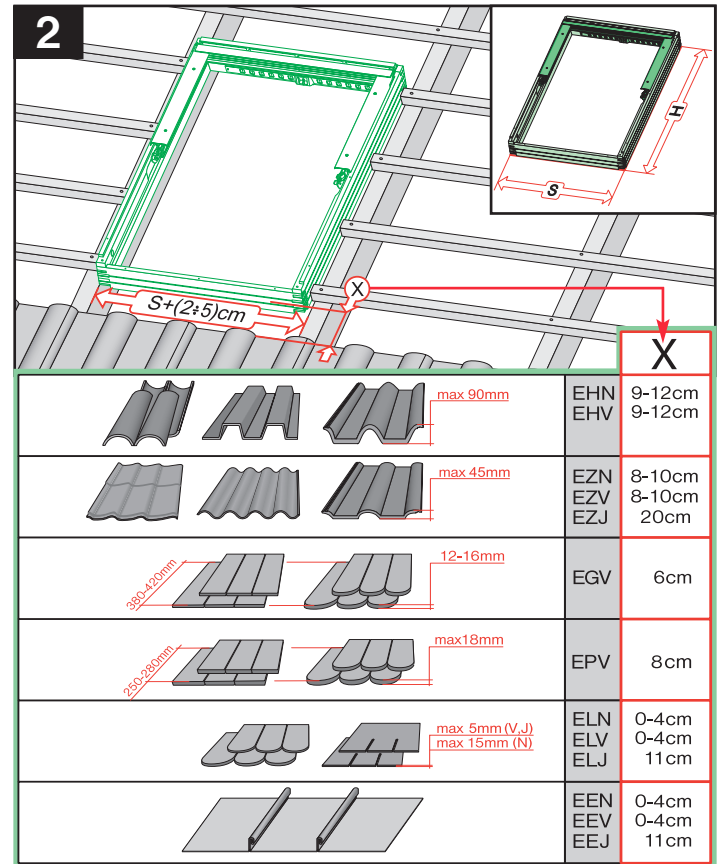 2
H
S
X
S+(2÷5)cm
X
max 90mm
EHN 9-12cm
EHV 9-12cm
max 45mm
EZN 8-10cm
EZV 8-10cm
EZJ 20cm
380-420mm
12-16mm
EGV 6cm
250-280mm
max18mm
EPV 8cm
max 5mm (V,J)
max 15mm (N)
ELN 0-4cm
ELV 0-4cm
ELJ 11cm
EEN 0-4cm
EEV 0-4cm
EEJ 11cm